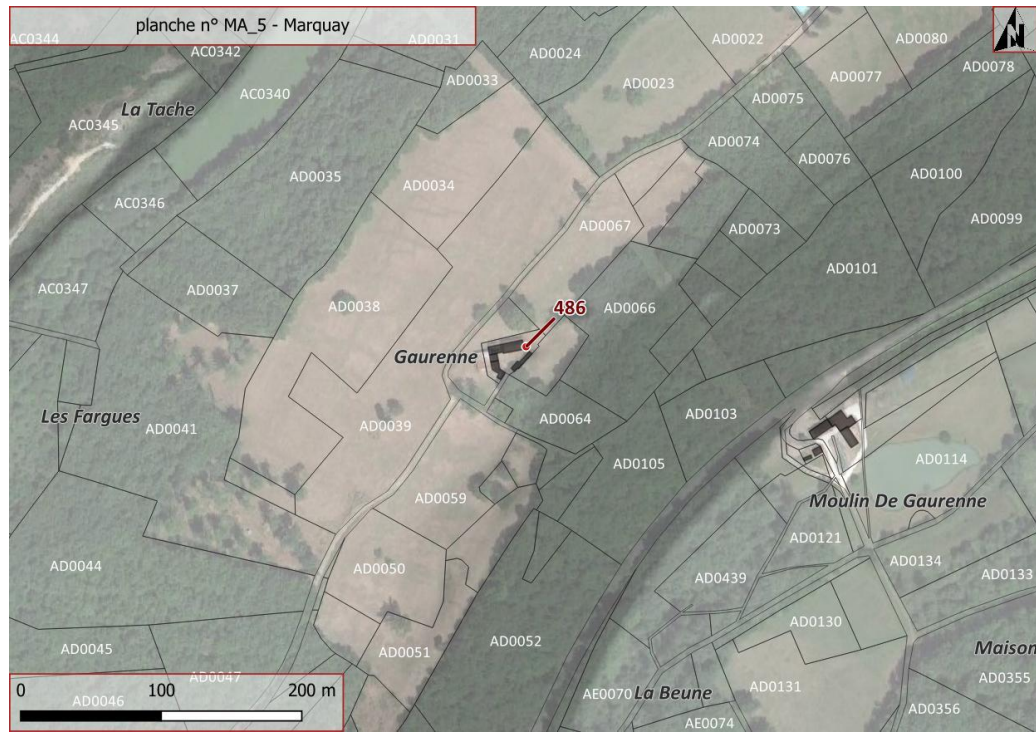 planche n° MA_5 - Marquay
N
AC0344
AC0342
AD0031
AD0024
AD0022
AD0080
AD0033
AD0023
AD0077
AD0078
AC0340
AD0075
La Tache
AC0345
AD0074
AD0076
AD0035
AD0034
AD0100
AC0346
AD0067
AD0073
AD0099
AD0101
AC0347
AD0037
AD0038
AD0066
486
Gaurenne
Les Fargues
AD0041
AD0039
AD0064
AD0103
AD0105
AD0114
AD0059
Moulin De Gaurenne
AD0121
AD0044
AD0050
AD0134
AD0439
AD0133
AD0130
AD0045
AD0051
AD0052
Maison
AD0047
AD0355
0 100 200 m
AD0046
AE0070
La Beune
AD0131
AD0356
AE0074